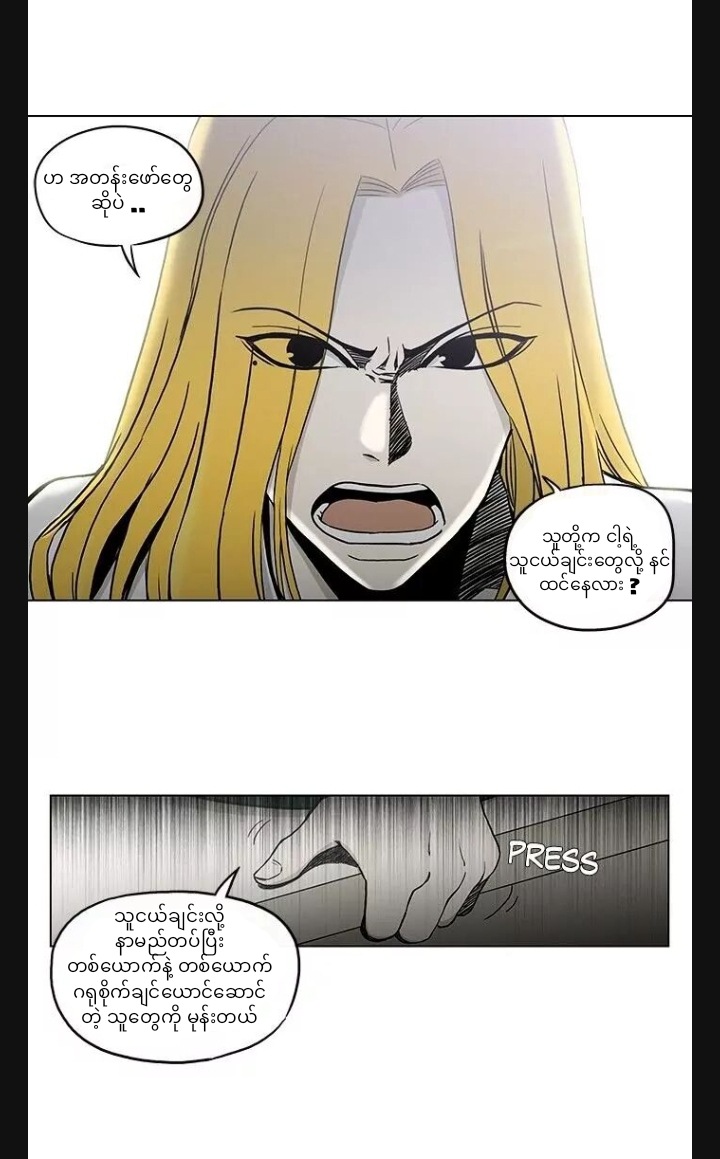 ဟာ အတန်းဖော်တွေ
ဆိုပဲ ..
သူတို့က ငါ့ရဲ့
သူငယ်ချင်းတွေလို့ နင်
ထင်နေလား ?
PRESS
သူငယ်ချင်းလို့
နာမည်တပ်ပြီး
တစ်ယောက်နဲ့ တစ်ယောက်
ဂရုစိုက်ချင်ယောင်ဆောင်
တဲ့ သူတွေကို မုန်းတယ်